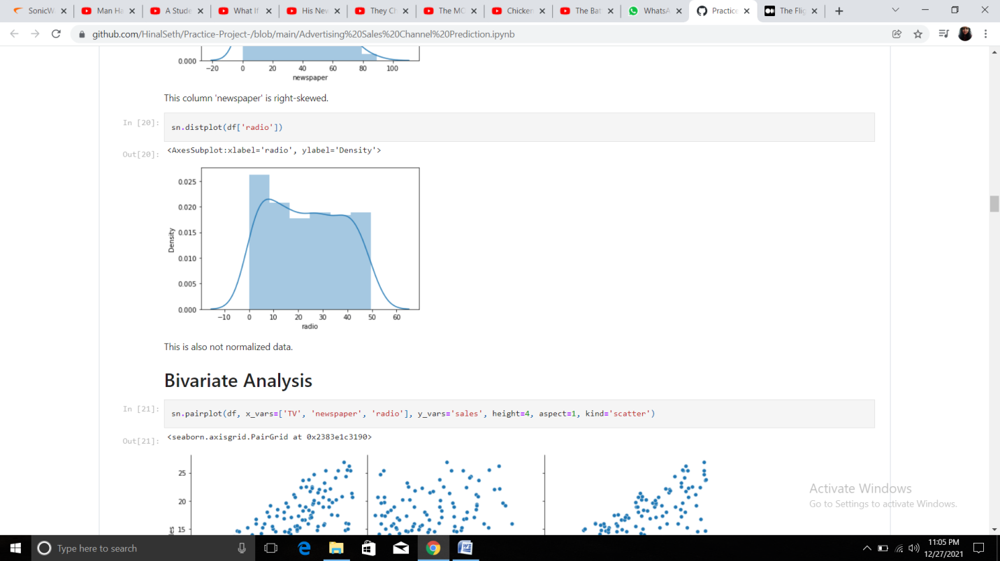 SonicW
Man Ha
A Stude
What If
His Nev
They Ch
The MC
Chicken
The Bat
WhatsA
Practice
The Flig
github.com/HinalSeth/Practice-Project-/blob/main/Advertising%20Sales%20Channel%20Prediction.ipynb
0.000
−20 0 20 40 60 80 100
newspaper
This column 'newspaper' is right-skewed.
In [20]:
sn.distplot(df['radio'])
Out[20]:
<AxesSubplot:xlabel='radio', ylabel='Density'>
0.025
0.020
0.015
0.010
0.005
0.000
Density
−10 0 10 20 30 40 50 60
radio
This is also not normalized data.
Bivariate Analysis
In [21]:
sn.pairplot(df, x_vars=['TV', 'newspaper', 'radio'], y_vars='sales', height=4, aspect=1, kind='scatter')
Out[21]:
<seaborn.axisgrid.PairGrid at 0x2383e1c3190>
25
20
15
Activate Windows
Go to Settings to activate Windows.
Type here to search
11:05 PM
12/27/2021